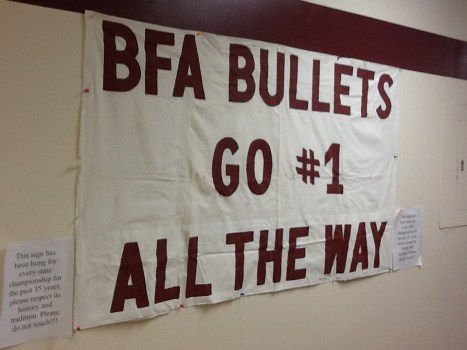 BFA BULLETS
GO #1
ALL THE WAY
This sign has
been hung for
every state
championship for
the past 35 years,
please respect its
history and
tradition. Please
do not touch!!!